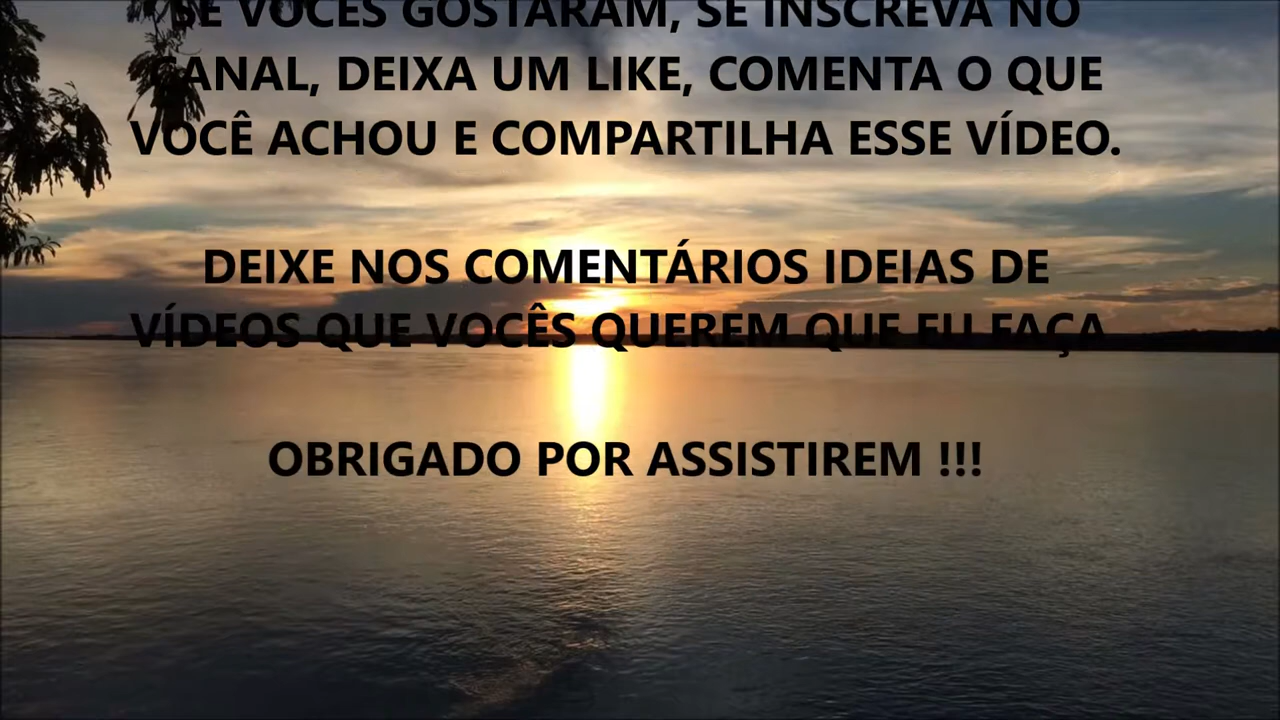 SE VOCÊS GOSTARAM, SE INSCREVA NO
CANAL, DEIXA UM LIKE, COMENTA O QUE
VOCÊ ACHOU E COMPARTILHA ESSE VÍDEO.
DEIXE NOS COMENTÁRIOS IDEIAS DE
VÍDEOS QUE VOCÊS QUEREM QUE EU FAÇA
OBRIGADO POR ASSISTIREM !!!